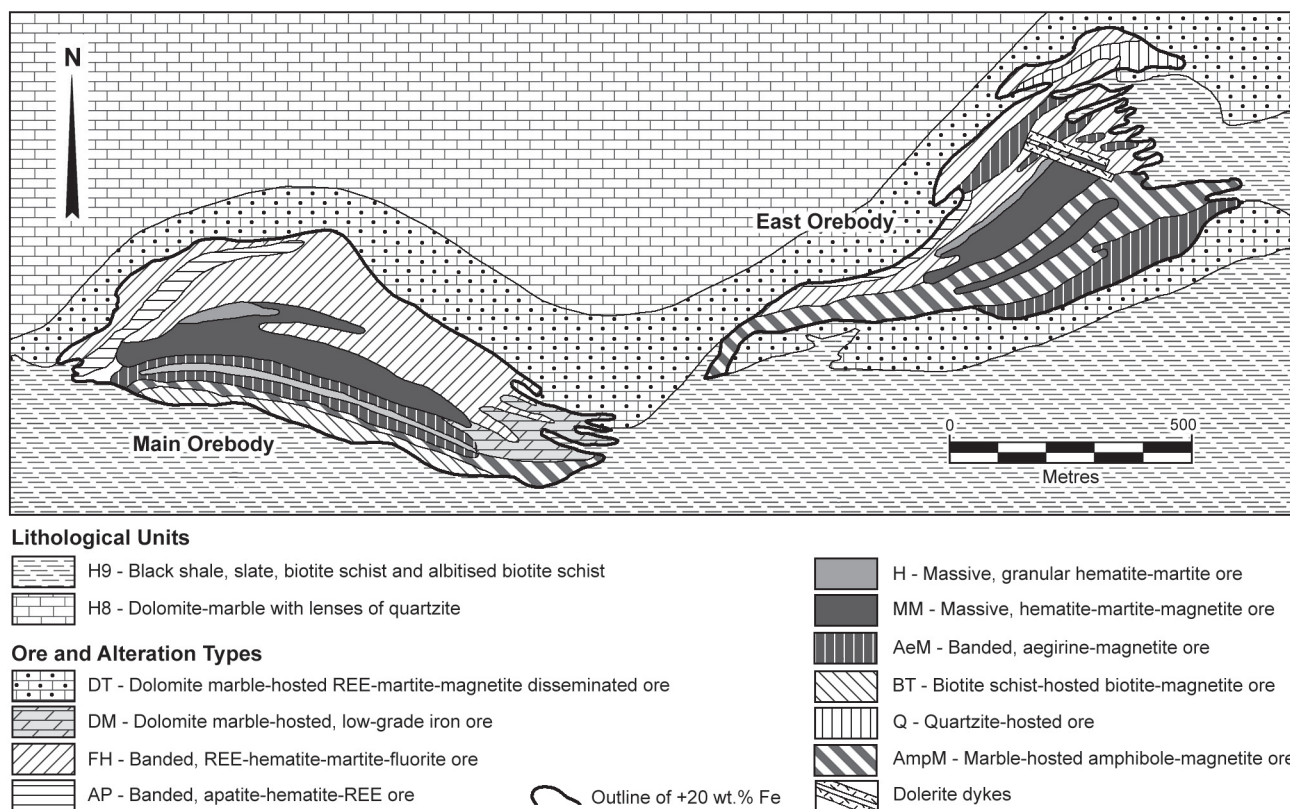 N
East Orebody
Main Orebody
0 500
Metres
Lithological Units
H9 - Black shale, slate, biotite schist and albitised biotite schist
H8 - Dolomite-marble with lenses of quartzite
Ore and Alteration Types
DT - Dolomite marble-hosted REE-martite-magnetite disseminated ore
DM - Dolomite marble-hosted, low-grade iron ore
FH - Banded, REE-hematite-martite-fluorite ore
AP - Banded, apatite-hematite-REE ore
Outline of +20 wt.% Fe
H - Massive, granular hematite-martite ore
MM - Massive, hematite-martite-magnetite ore
AeM - Banded, aegirine-magnetite ore
BT - Biotite schist-hosted biotite-magnetite ore
Q - Quartzite-hosted ore
AmpM - Marble-hosted amphibole-magnetite ore
Dolerite dykes